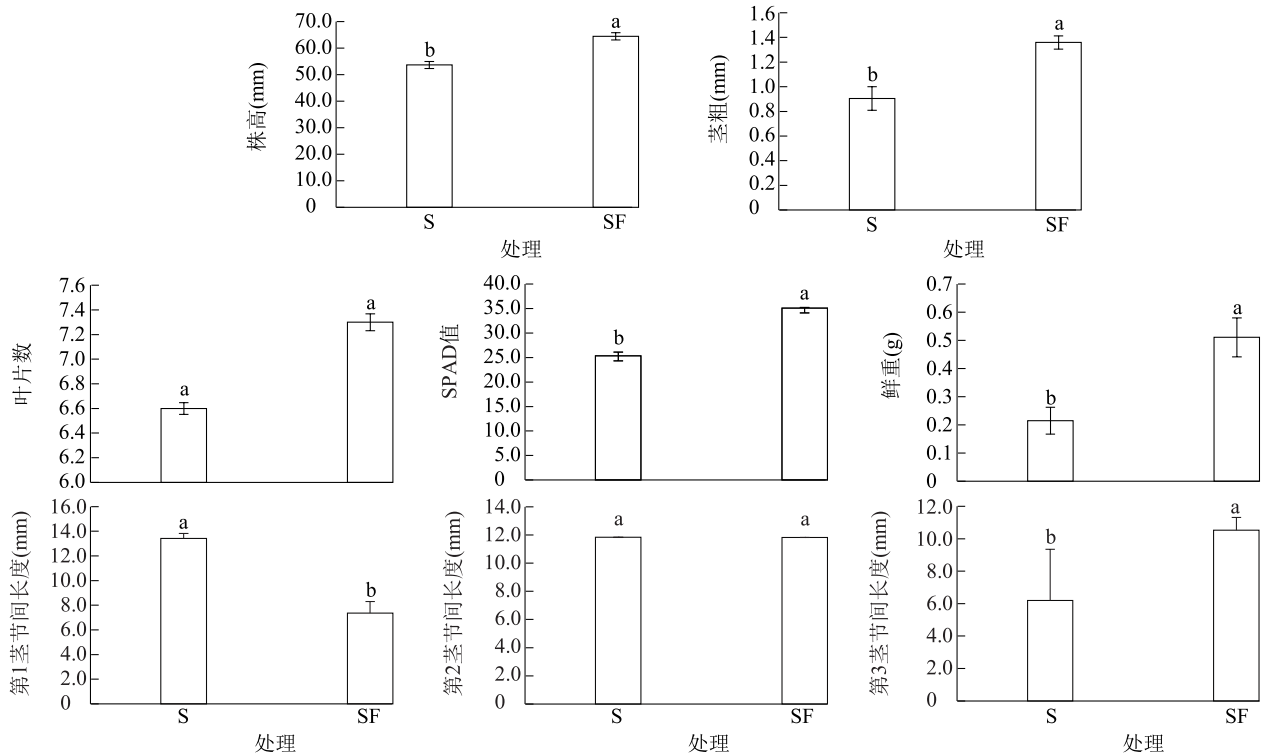 株高(mm)
70.0
60.0
50.0
40.0
30.0
20.0
10.0
0
b
a
S
SF
处理
茎粗(mm)
1.6
1.4
1.2
1.0
0.8
0.6
0.4
0.2
0
b
a
S
SF
处理
叶片数
7.6
7.4
7.2
7.0
6.8
6.6
6.4
6.2
6.0
a
a
SPAD值
40.0
35.0
30.0
25.0
20.0
15.0
10.0
5.0
0
b
a
鲜重(g)
0.7
0.6
0.5
0.4
0.3
0.2
0.1
0
b
a
第1茎节间长度(mm)
16.0
14.0
12.0
10.0
8.0
6.0
4.0
2.0
0
a
b
S
SF
处理
第2茎节间长度(mm)
14.0
12.0
10.0
8.0
6.0
4.0
2.0
0
a
a
S
SF
处理
第3茎节间长度(mm)
12.0
10.0
8.0
6.0
4.0
2.0
0
b
a
S
SF
处理